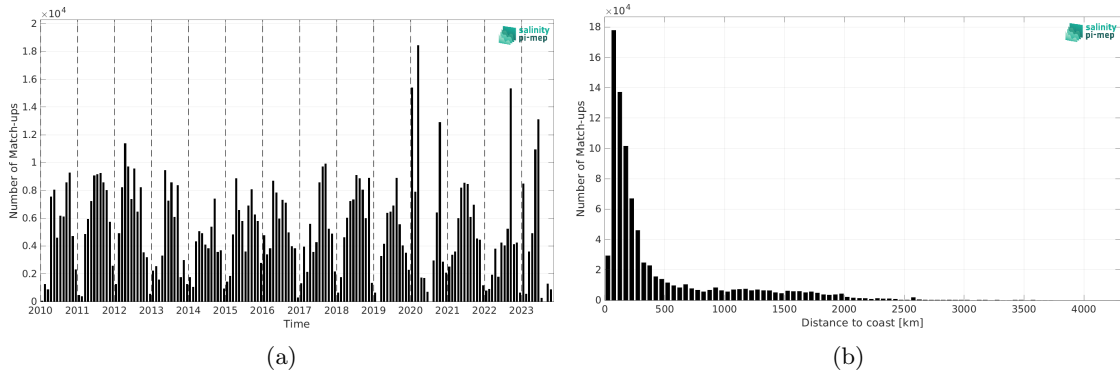 ×10⁴
2
1.8
1.6
1.4
1.2
1
0.8
0.6
0.4
0.2
0
Number of Match-ups
2010 2011 2012 2013 2014 2015 2016 2017 2018 2019 2020 2021 2022 2023
Time
salinity
pi-mep
(a)
×10⁴
18
16
14
12
10
8
6
4
2
0
Number of Match-ups
0 500 1000 1500 2000 2500 3000 3500 4000
Distance to coast [km]
salinity
pi-mep
(b)